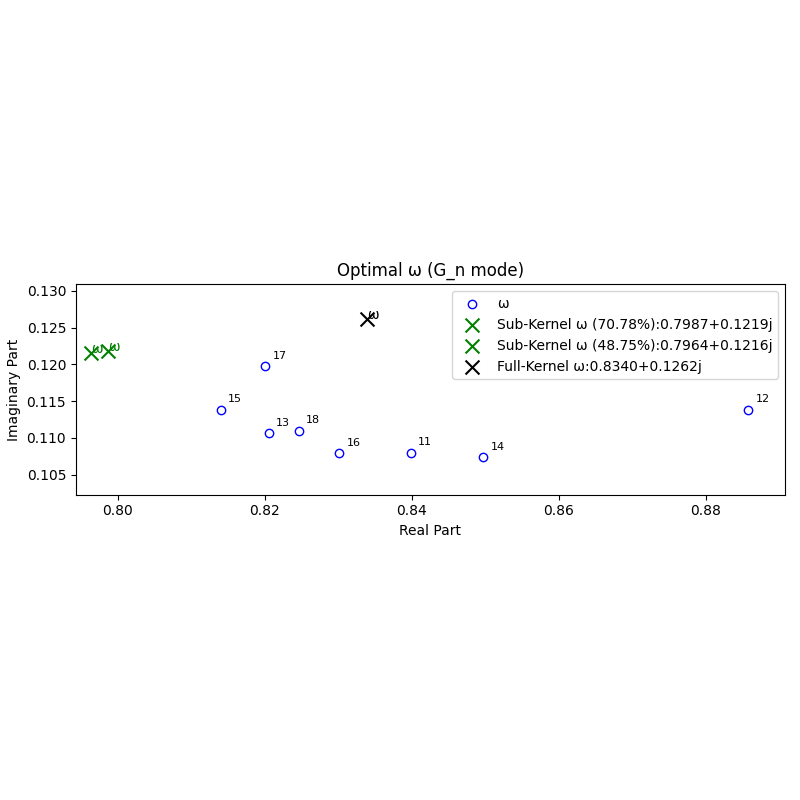 Optimal ω (G_n mode)
0.130
0.125
0.120
0.115
0.110
0.105
Imaginary Part
ω
Sub-Kernel ω (70.78%):0.7987+0.1219j
Sub-Kernel ω (48.75%):0.7964+0.1216j
Full-Kernel ω:0.8340+0.1262j
ω
ω
ω
17
15
13
18
16
11
14
12
0.80
0.82
0.84
0.86
0.88
Real Part